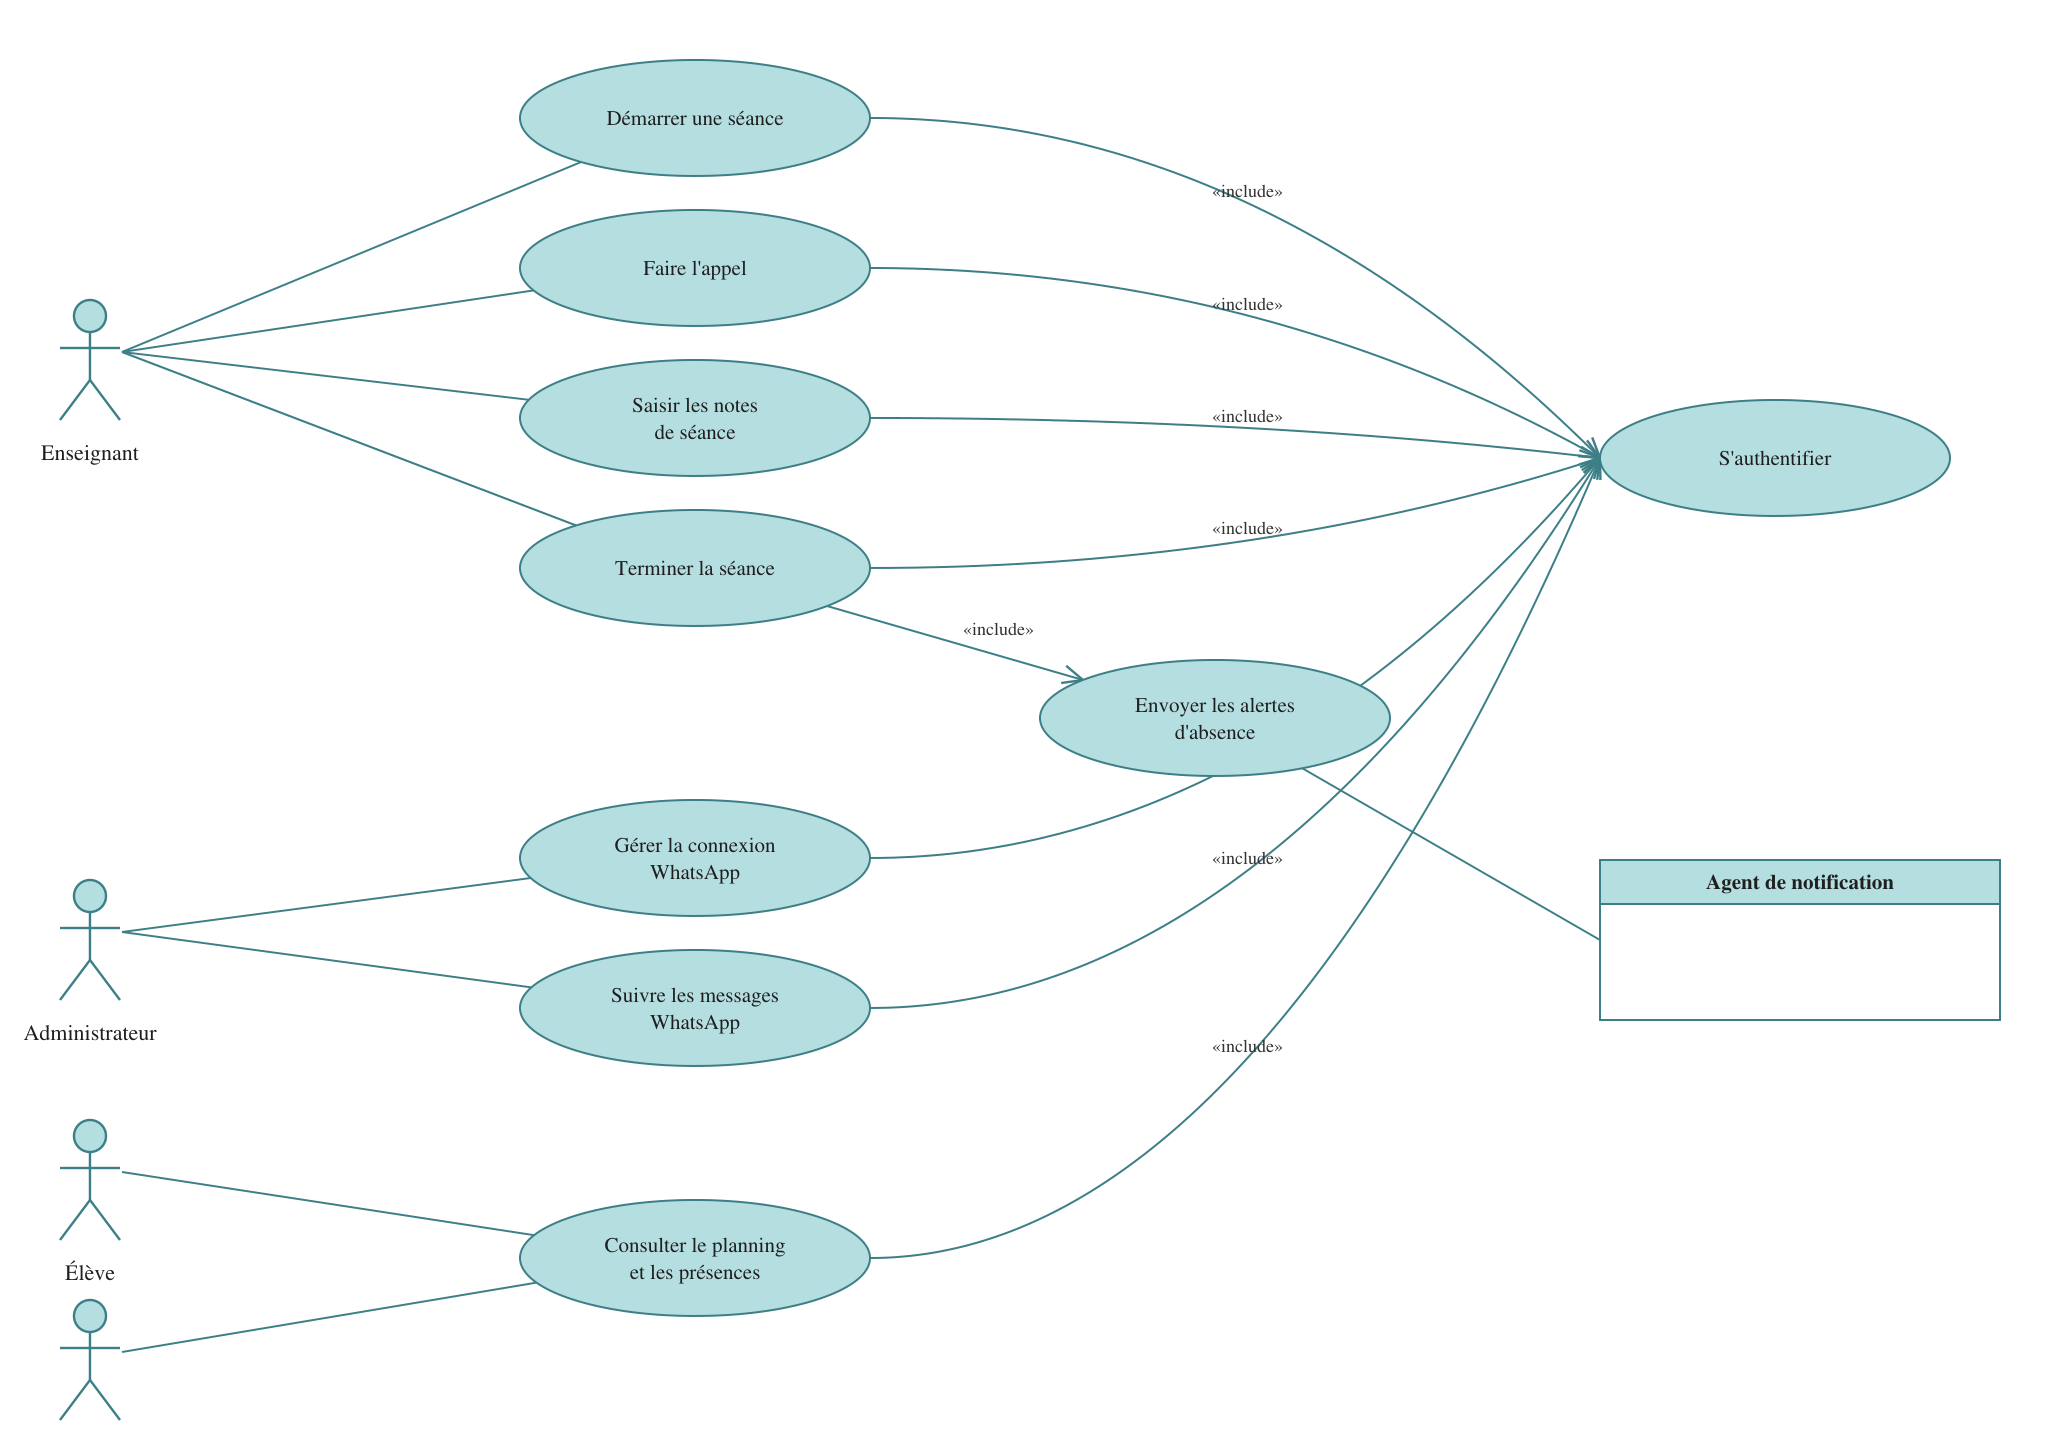 Démarrer une séance
«include»
Faire l'appel
«include»
Enseignant
Saisir les notes
de séance
«include»
S'authentifier
Terminer la séance
«include»
«include»
Envoyer les alertes
d'absence
Gérer la connexion
WhatsApp
«include»
Agent de notification
Administrateur
Suivre les messages
WhatsApp
«include»
Élève
Consulter le planning
et les présences